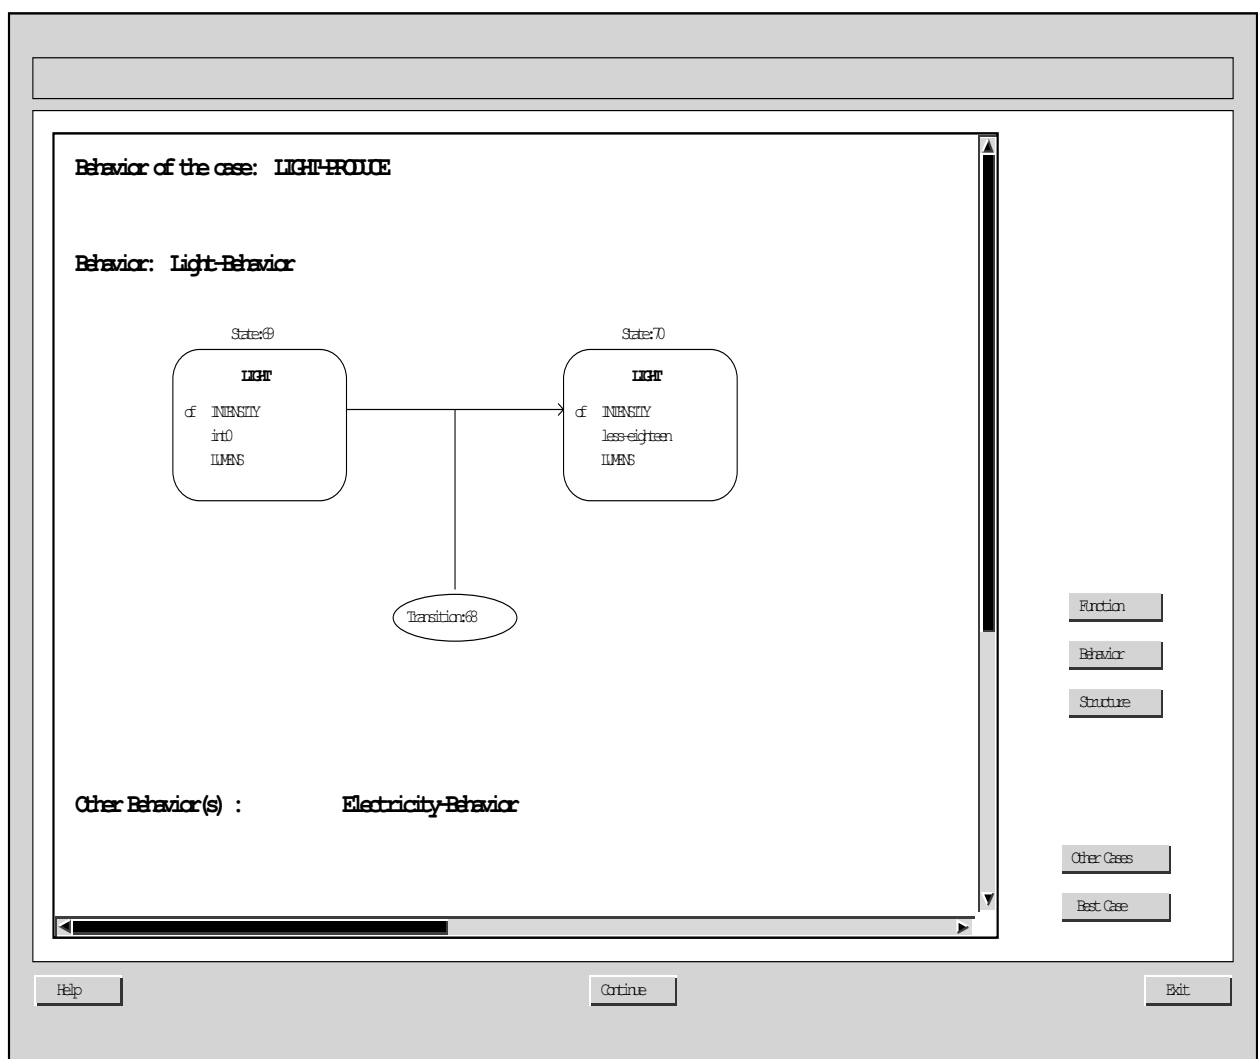 Behavior of the case: LIGHT-PRODUCE
Behavior: Light-Behavior
State:69 State:70
LIGHT LIGHT
of INTENSITY of INTENSITY
int0 less-eighteen
LUMENS LUMENS
Transition:68
Function
Behavior
Structure
Other Behavior(s) : Electricity-Behavior
Other Cases
Best Case
Help Continue Exit